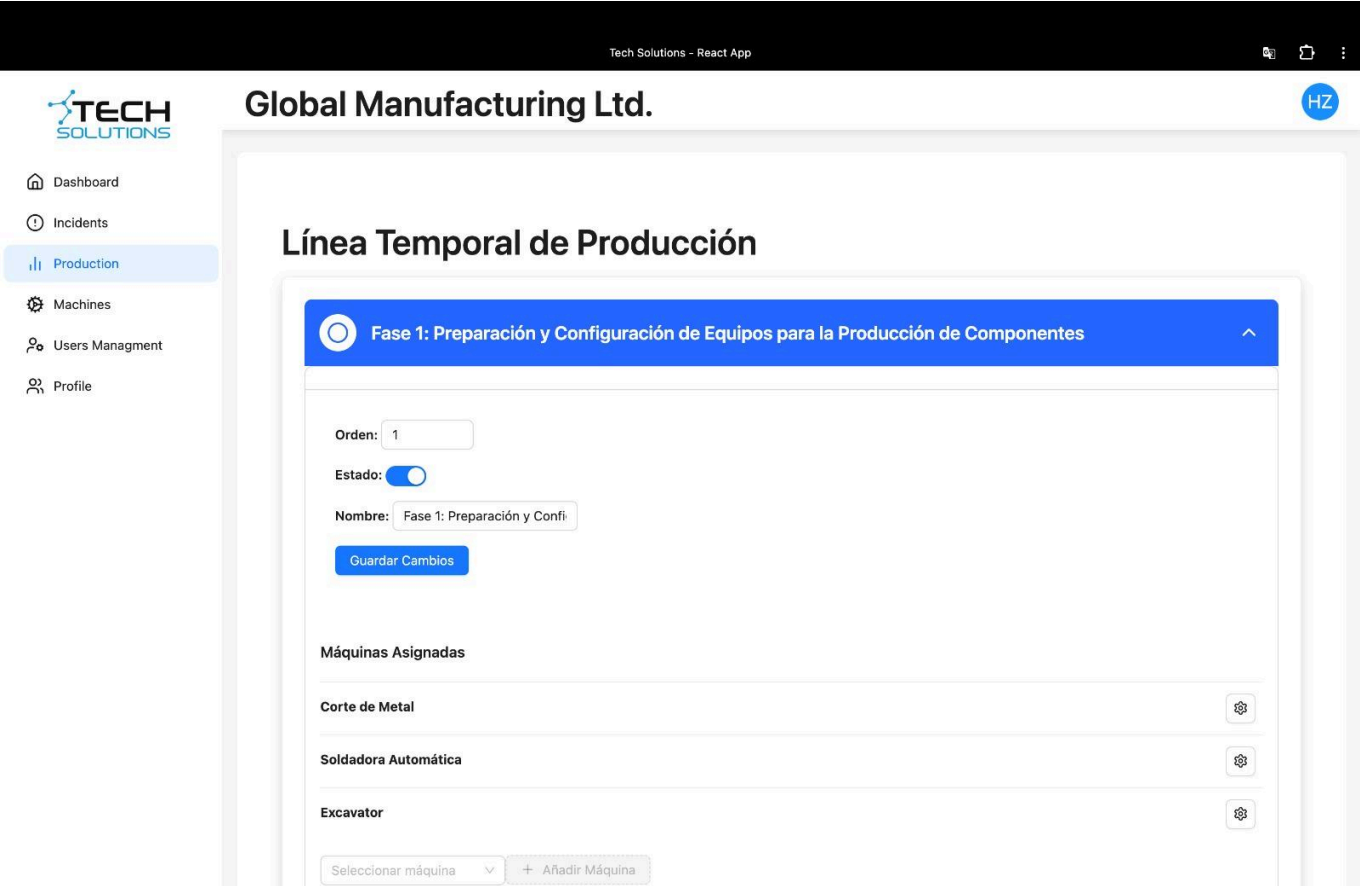 Tech Solutions - React App
TECH
SOLUTIONS
Global Manufacturing Ltd.
HZ
Dashboard
Incidents
Production
Machines
Users Managment
Profile
Línea Temporal de Producción
Fase 1: Preparación y Configuración de Equipos para la Producción de Componentes
Orden: 1
Estado:
Nombre: Fase 1: Preparación y Confi
Guardar Cambios
Máquinas Asignadas
Corte de Metal
Soldadora Automática
Excavator
Seleccionar máquina + Añadir Máquina